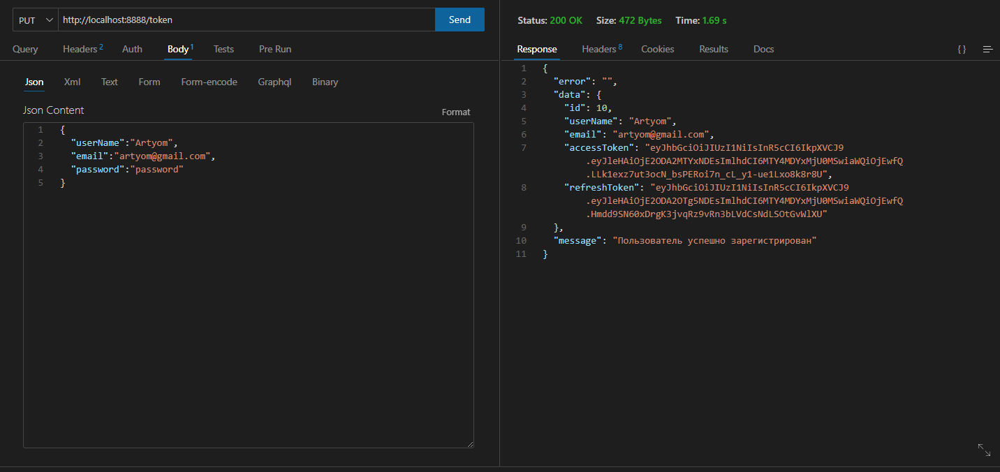 PUT http://localhost:8888/token Send
Query Headers 2 Auth Body 1 Tests Pre Run
Json Xml Text Form Form-encode Graphql Binary
Json Content Format
1 {
2 "userName":"Artyom",
3 "email":"artyom@gmail.com",
4 "password":"password"
5 }
Status: 200 OK Size: 472 Bytes Time: 1.69 s
Response Headers 8 Cookies Results Docs { }
1 {
2 "error": "",
3 "data": {
4 "id": 10,
5 "userName": "Artyom",
6 "email": "artyom@gmail.com",
7 "accessToken": "eyJhbGciOiJIUzI1NiIsInR5cCI6IkpXVCJ9
.eyJleHAiOjE2ODA2MTYxNDEsImlhdCI6MTY4MDYxMjU0MSwiaWQiOjEwfQ
.LLk1exz7ut3ocN_bsPERoi7n_cL_y1-ue1Lxo8k8r8U",
8 "refreshToken": "eyJhbGciOiJIUzI1NiIsInR5cCI6IkpXVCJ9
.eyJleHAiOjE2ODA2OTg5NDEsImlhdCI6MTY4MDYxMjU0MSwiaWQiOjEwfQ
.Hmdd9SN60xDrgK3jvqRz9vRn3bLVdCsNdLSOtGvWlXU"
9 },
10 "message": "Пользователь успешно зарегистрирован"
11 }